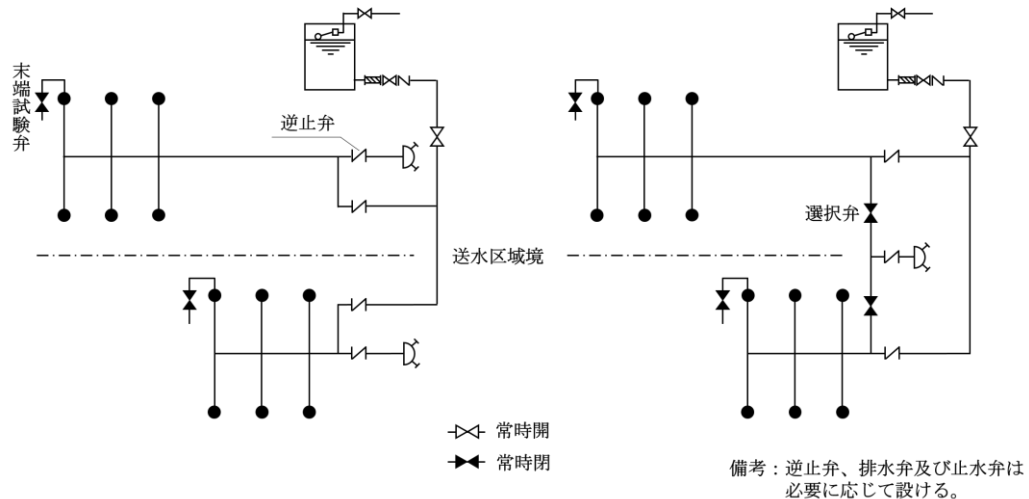 末端試験弁
逆止弁
選択弁
送水区域境
常時開
常時閉
備考：逆止弁、排水弁及び止水弁は
必要に応じて設ける。